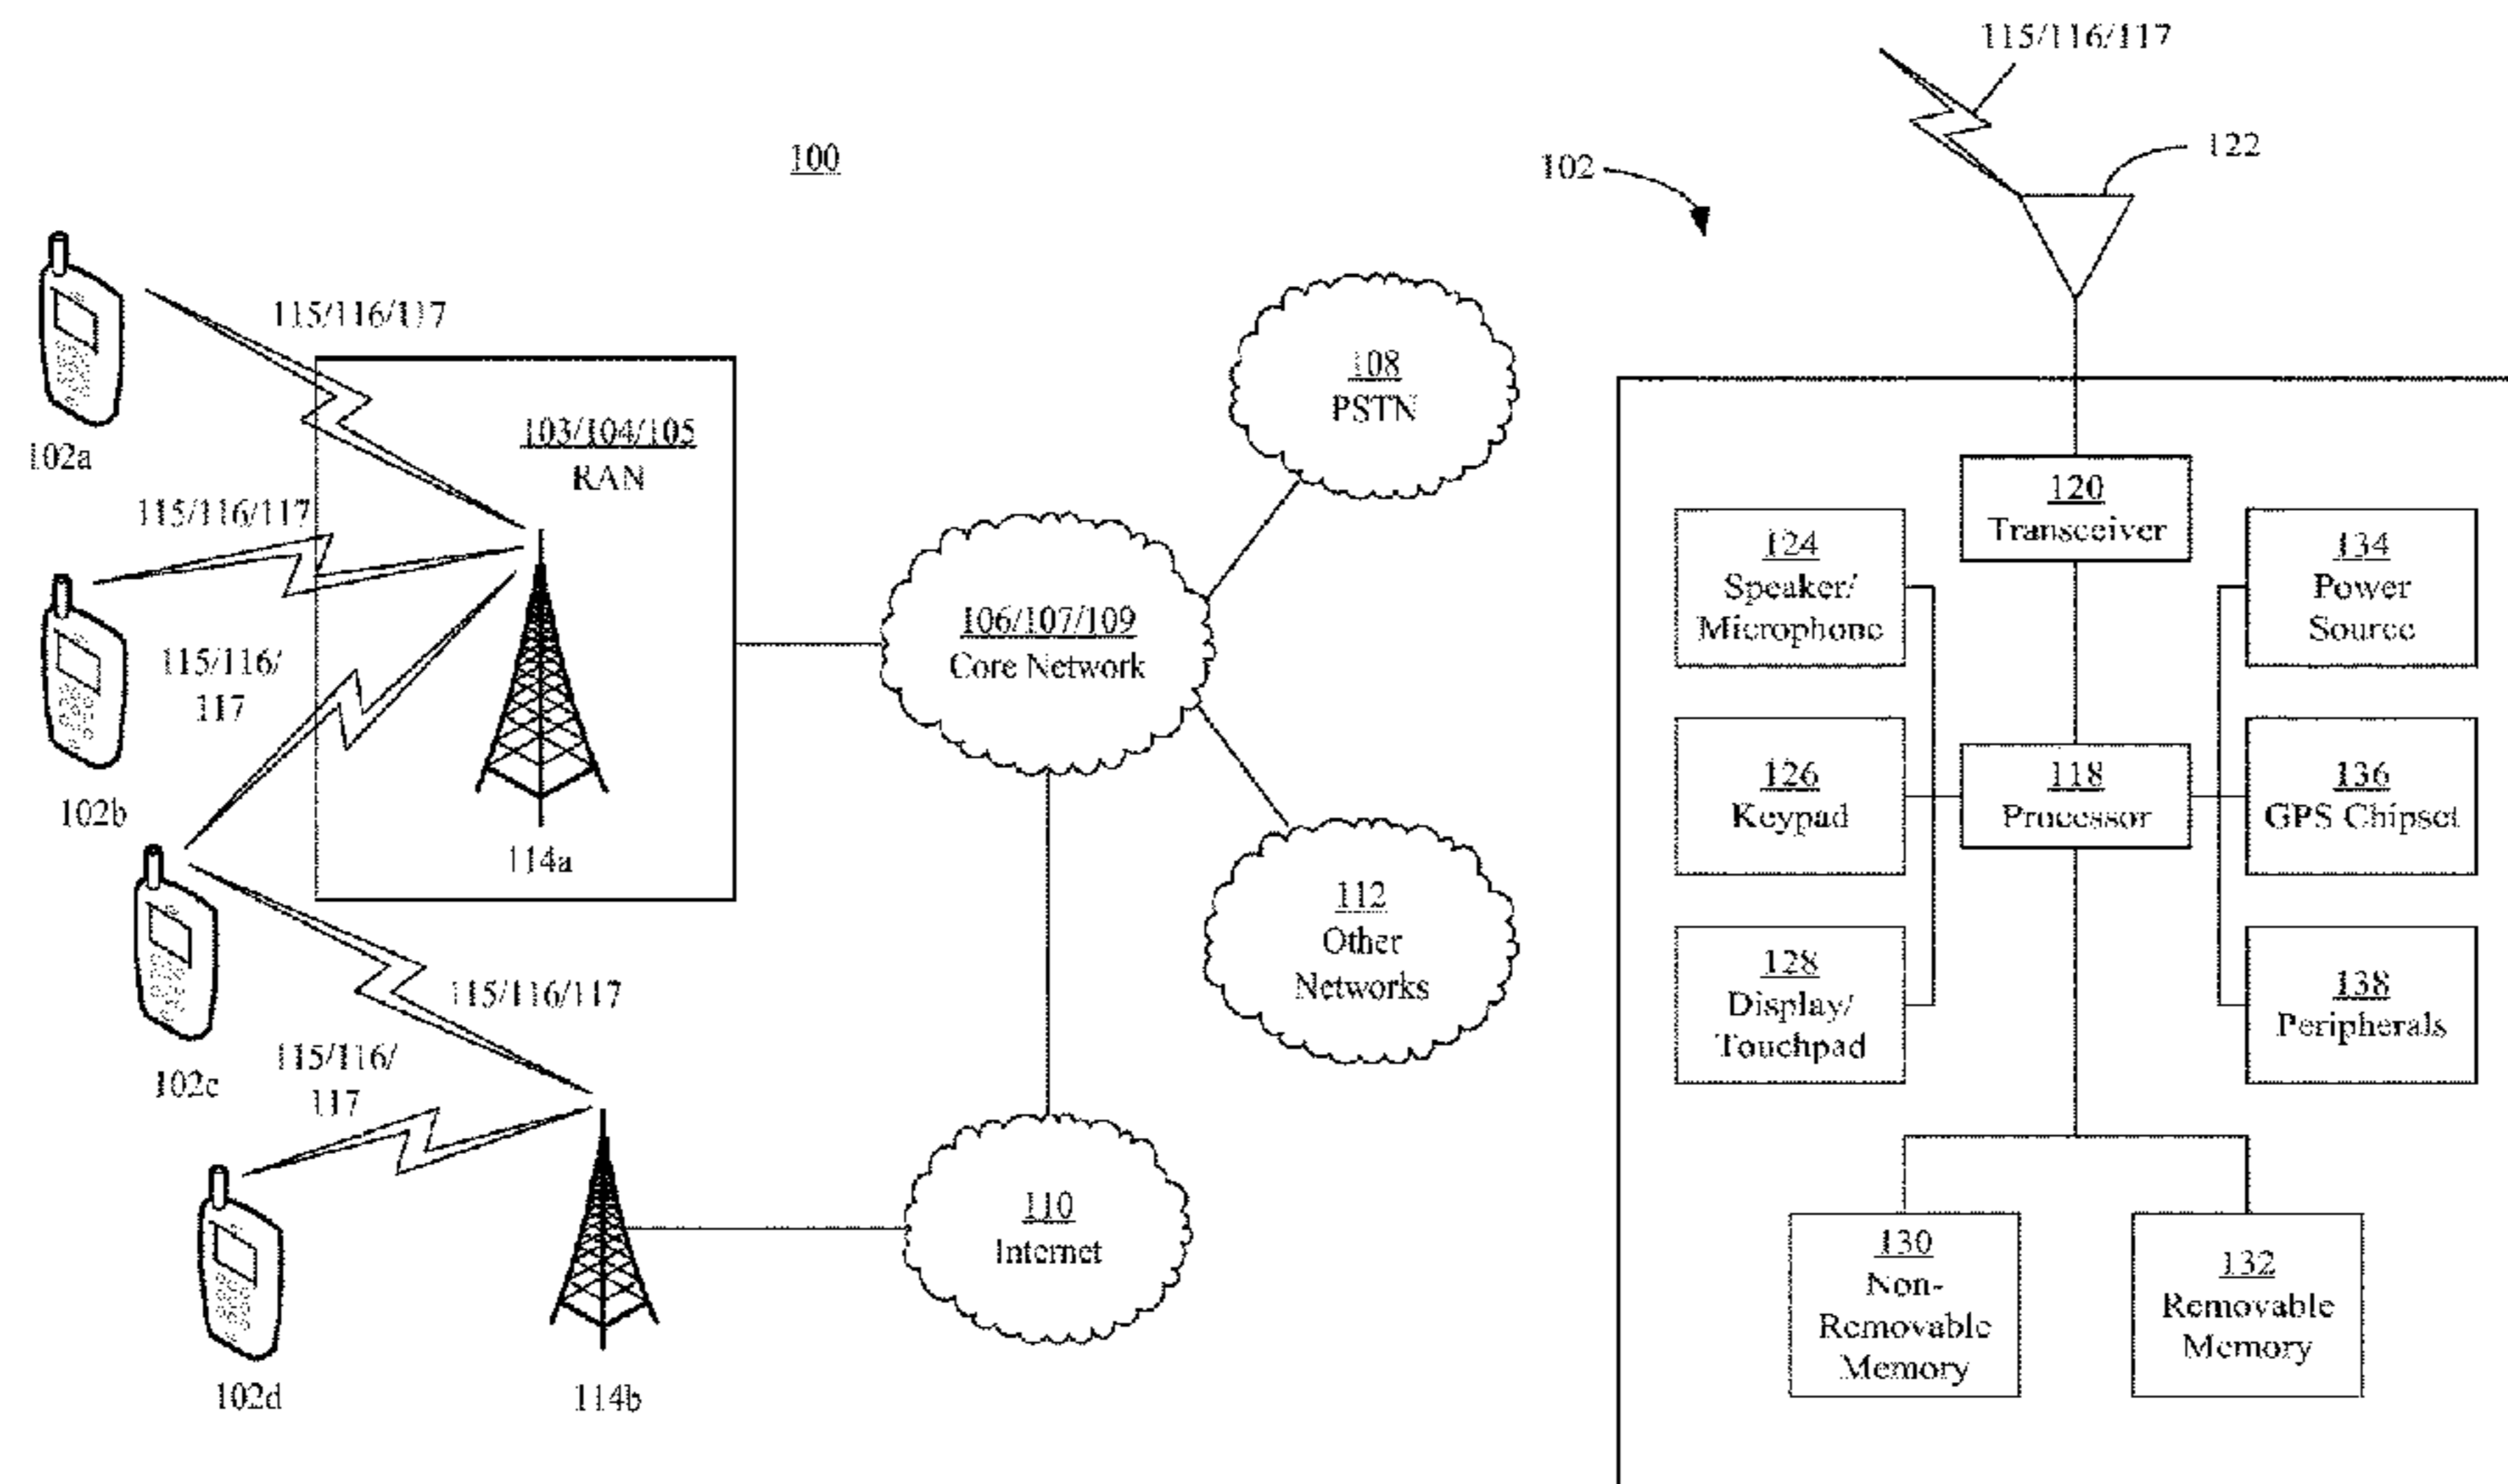 100
102a
115/116/117
103/104/105
RAN
115/116/117
102b
115/116/
117
114a
102c
115/116/117
115/116/
117
102d
114b
106/107/109
Core Network
108
PSTN
112
Other
Networks
110
Internet
115/116/117
102
122
120
Transceiver
124
Speaker/
Microphone
134
Power
Source
126
Keypad
118
Processor
136
GPS Chipset
128
Display/
Touchpad
138
Peripherals
130
Non-
Removable
Memory
132
Removable
Memory